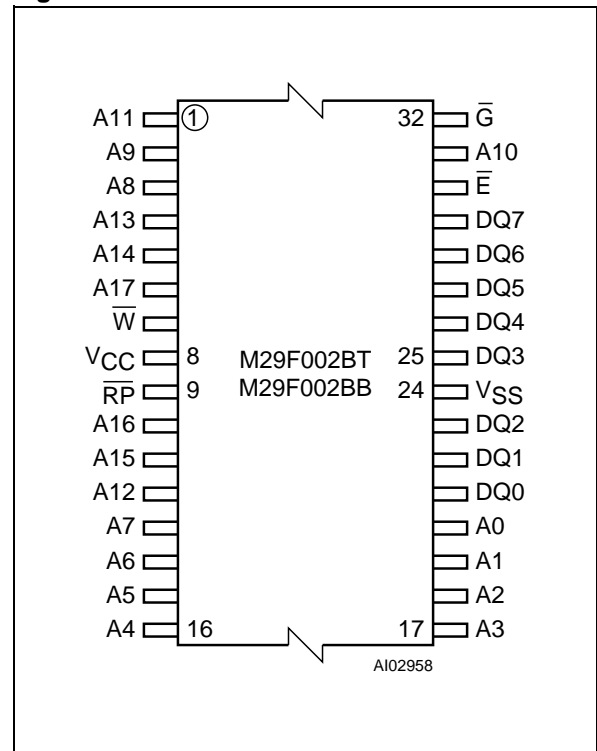 A11 1 32 G̅
A9 A10
A8 E̅
A13 DQ7
A14 DQ6
A17 DQ5
W̅ DQ4
VCC 8 M29F002BT 25 DQ3
R̅P̅ 9 M29F002BB 24 VSS
A16 DQ2
A15 DQ1
A12 DQ0
A7 A0
A6 A1
A5 A2
A4 16 17 A3
AI02958